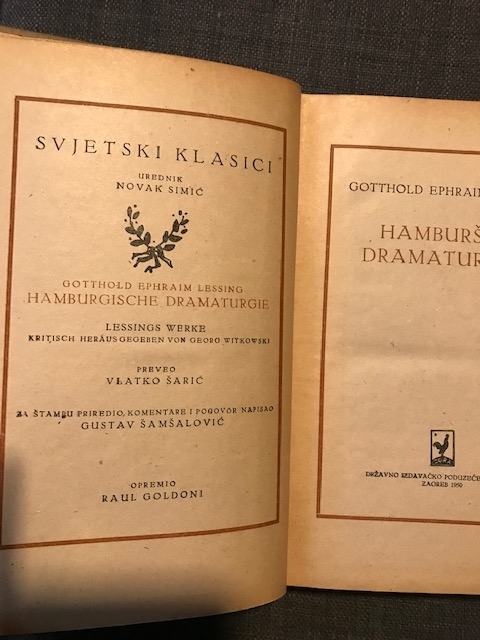 SVJETSKI KLASICI
UREDNIK
NOVAK SIMIĆ
GOTTHOLD EPHRAIM LESSING
HAMBURGISCHE DRAMATURGIE
LESSINGS WERKE
KRITISCH HERAUSGEGEBEN VON GEORG WITKOWSKI
PREVEO
VLATKO ŠARIĆ
ZA ŠTAMPU PRIREDIO, KOMENTARE I POGOVOR NAPISAO
GUSTAV ŠAMŠALOVIĆ
OPREMIO
RAUL GOLDONI
GOTTHOLD EPHRAIM
HAMBURŠ
DRAMATUR
DRŽAVNO IZDAVAČKO PODUZEĆE
ZAGREB 1950